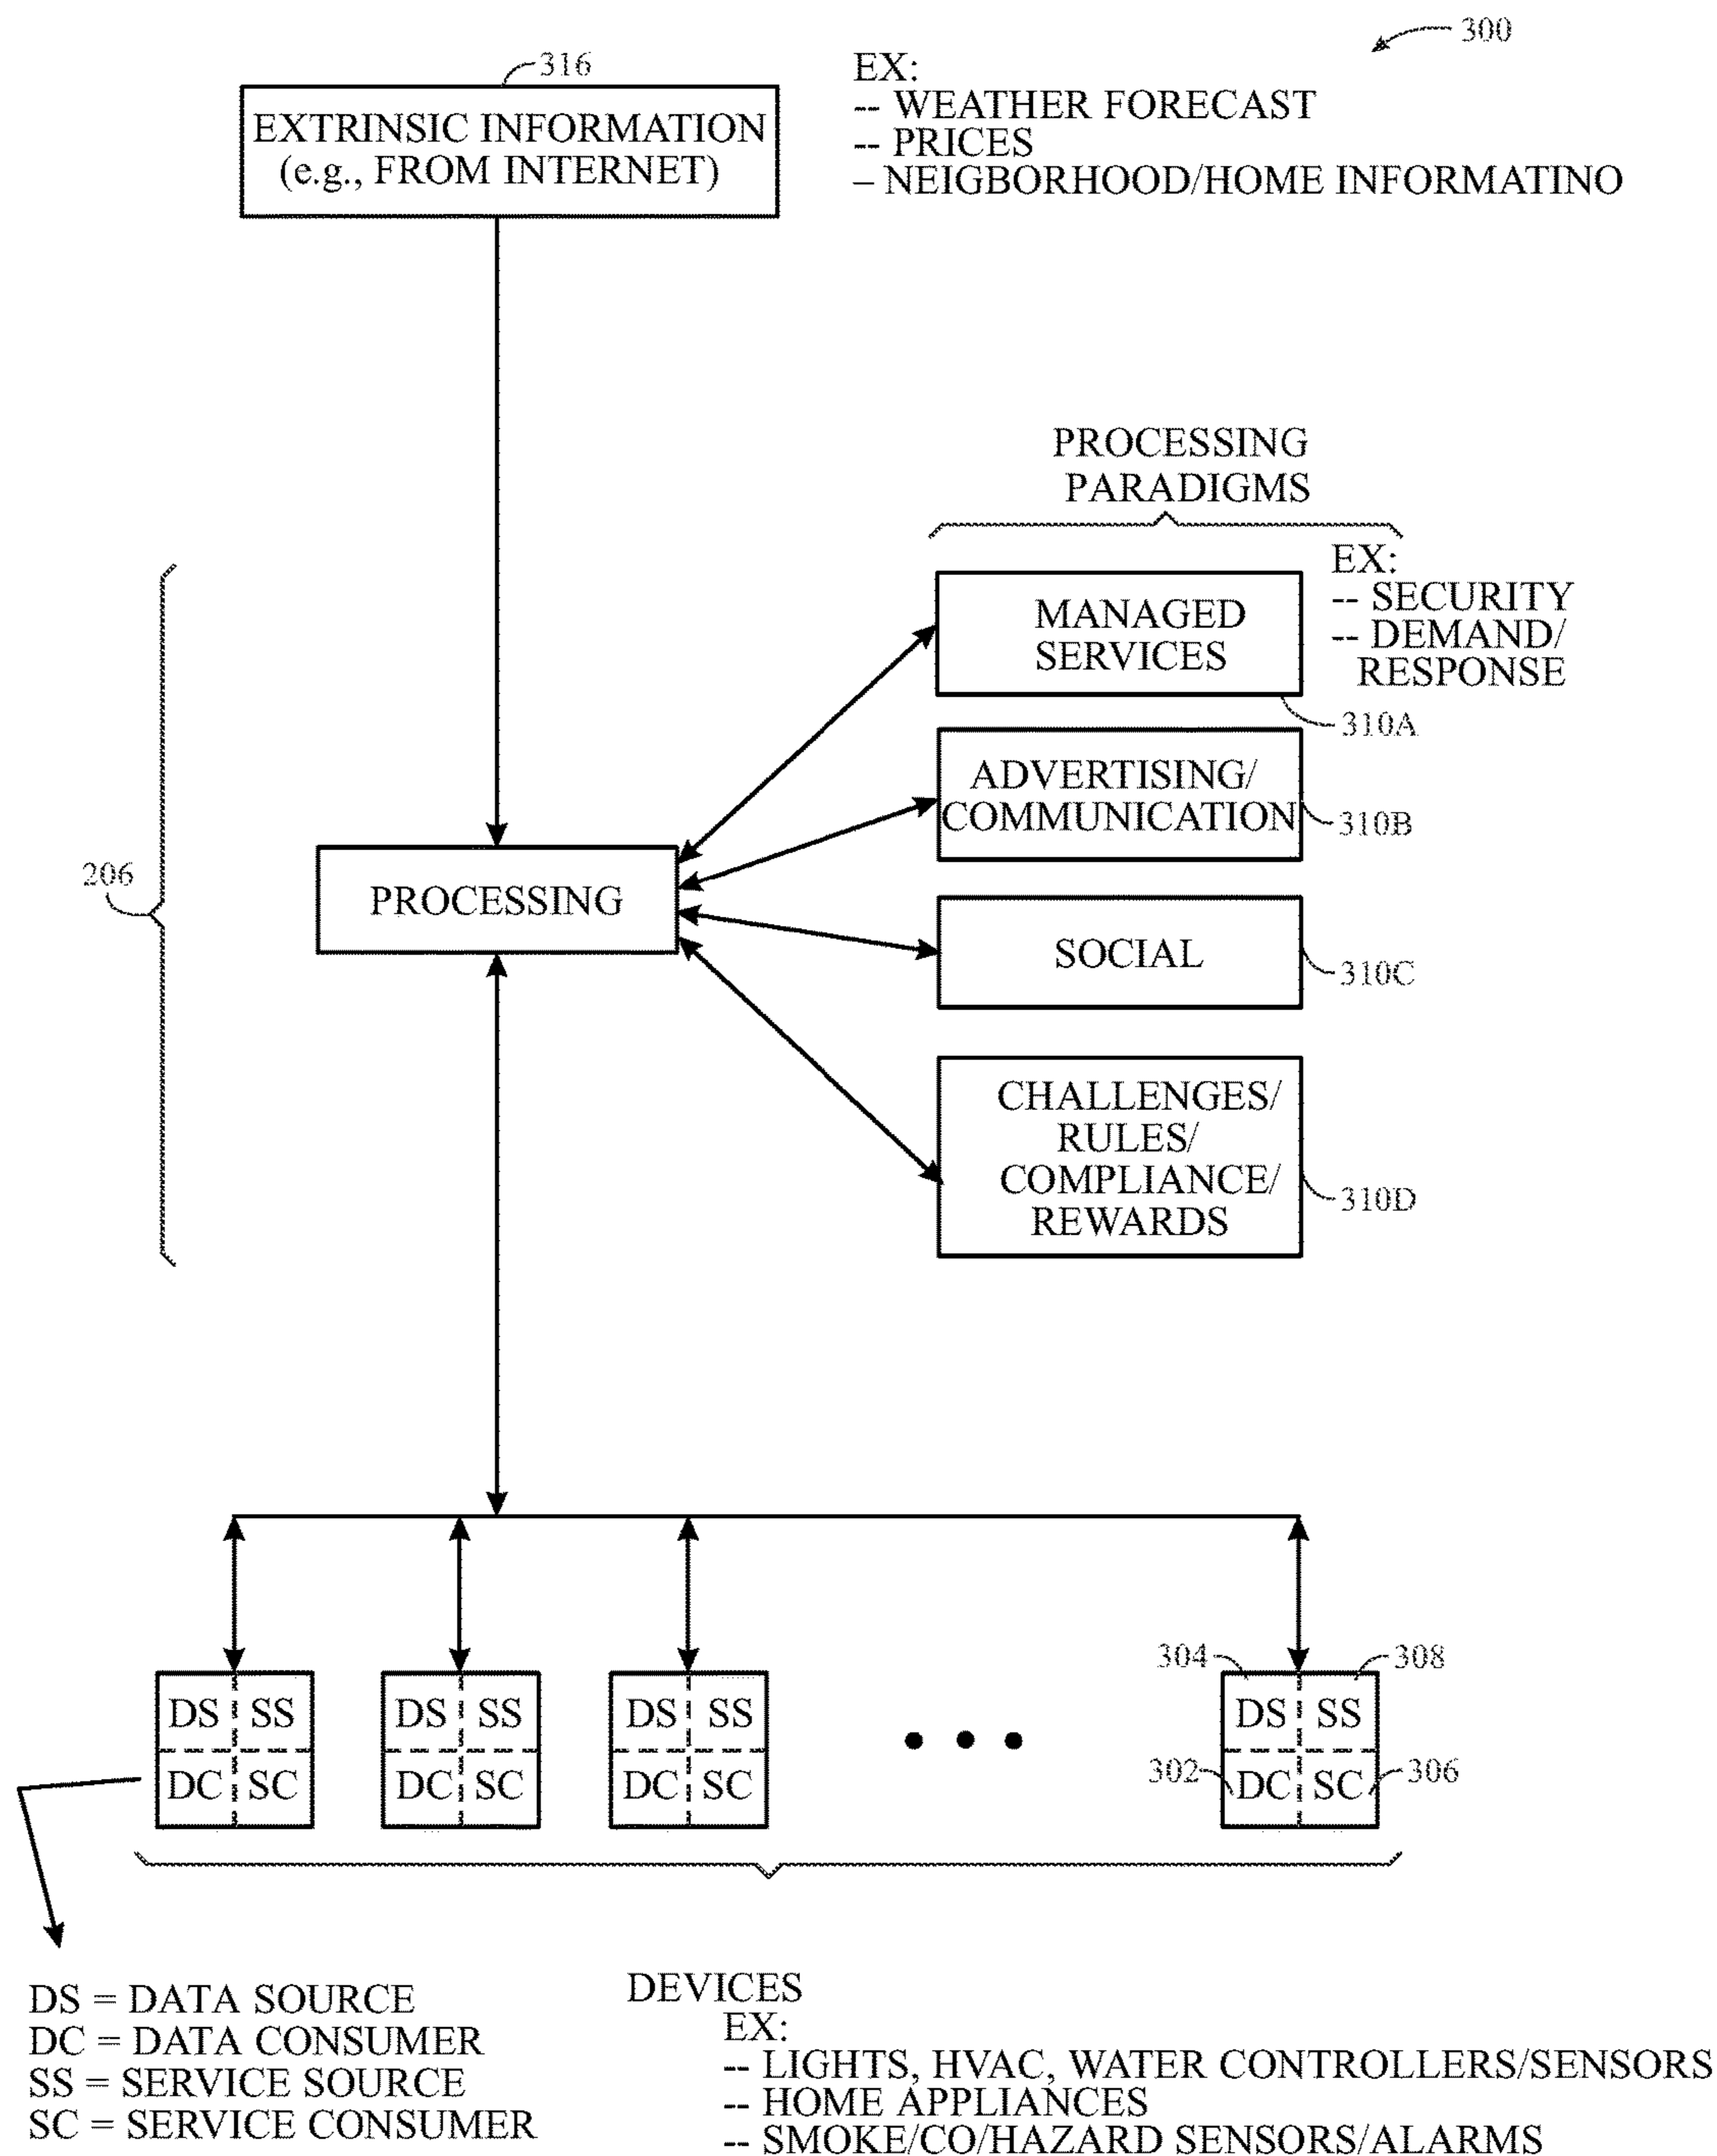 300
316
EXTRINSIC INFORMATION
(e.g., FROM INTERNET)
EX:
-- WEATHER FORECAST
-- PRICES
– NEIGBORHOOD/HOME INFORMATINO
PROCESSING
PARADIGMS
MANAGED
SERVICES
EX:
-- SECURITY
-- DEMAND/
RESPONSE
310A
ADVERTISING/
COMMUNICATION
310B
206
PROCESSING
SOCIAL
310C
CHALLENGES/
RULES/
COMPLIANCE/
REWARDS
310D
304
308
DS SS
DC SC
DS SS
DC SC
DS SS
DC SC
DS SS
DC SC
302
306
DS = DATA SOURCE
DC = DATA CONSUMER
SS = SERVICE SOURCE
SC = SERVICE CONSUMER
DEVICES
EX:
-- LIGHTS, HVAC, WATER CONTROLLERS/SENSORS
-- HOME APPLIANCES
-- SMOKE/CO/HAZARD SENSORS/ALARMS